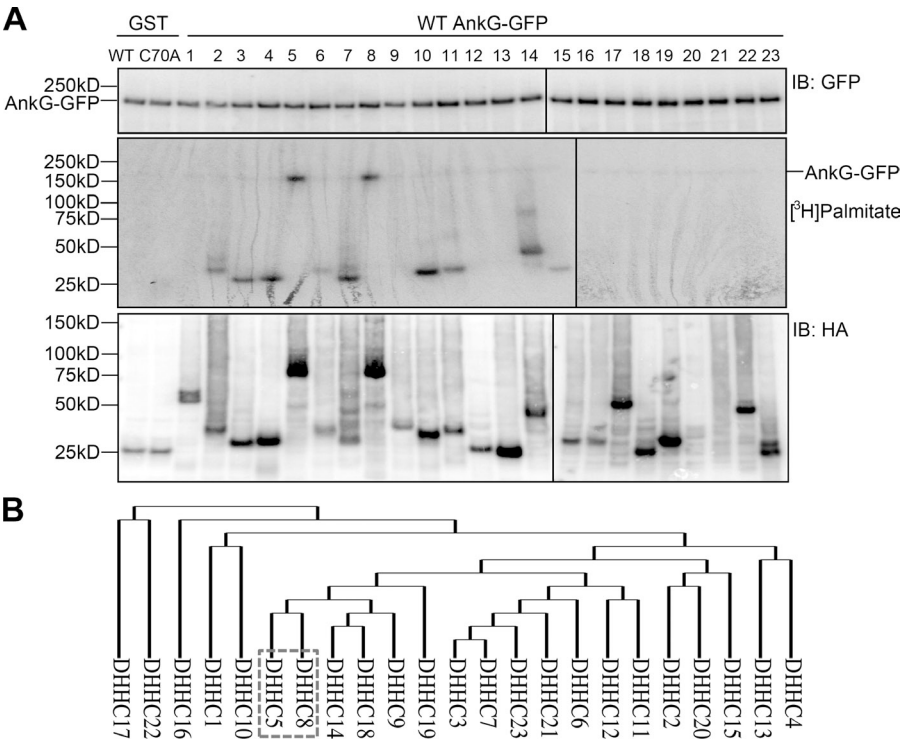 A
GST WT AnkG-GFP
WT C70A 1 2 3 4 5 6 7 8 9 10 11 12 13 14 15 16 17 18 19 20 21 22 23
250kD
AnkG-GFP
IB: GFP
250kD
150kD
100kD
75kD
50kD
25kD
AnkG-GFP
[³H]Palmitate
150kD
100kD
75kD
50kD
25kD
IB: HA
B
DHHC17
DHHC22
DHHC16
DHHC1
DHHC10
DHHC5
DHHC8
DHHC14
DHHC18
DHHC9
DHHC19
DHHC3
DHHC7
DHHC23
DHHC21
DHHC6
DHHC12
DHHC11
DHHC2
DHHC20
DHHC15
DHHC13
DHHC4